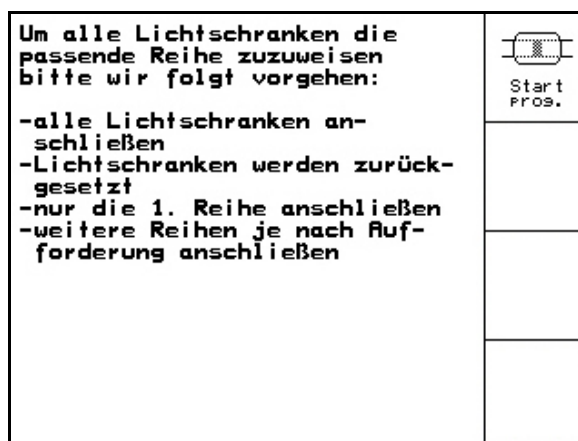 Um alle Lichtschranken die
passende Reihe zuzuweisen
bitte wir folgt vorgehen:
-alle Lichtschranken an-
schließen
-Lichtschranken werden zurück-
gesetzt
-nur die 1. Reihe anschließen
-weitere Reihen je nach Auf-
forderung anschließen
Start
prog.